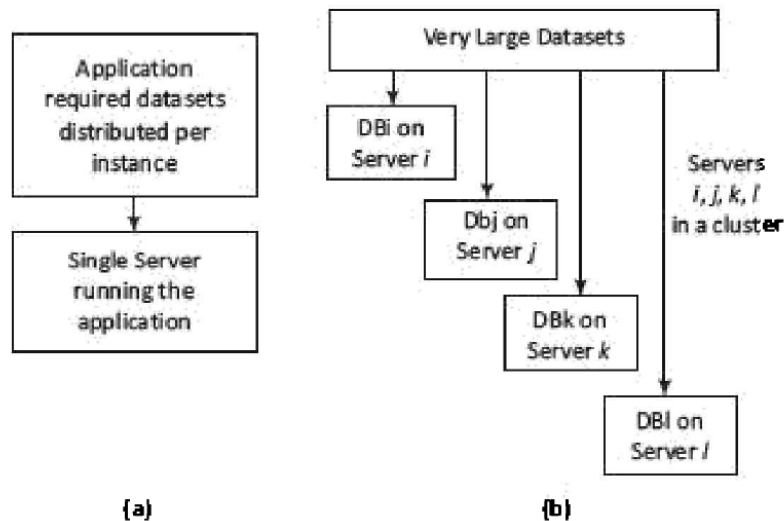 Application
required datasets
distributed per
instance
Single Server
running the
application
(a)
Very Large Datasets
DBi on
Server i
Dbj on
Server j
DBk on
Server k
DBl on
Server l
Servers
i, j, k, l
in a cluster
(b)